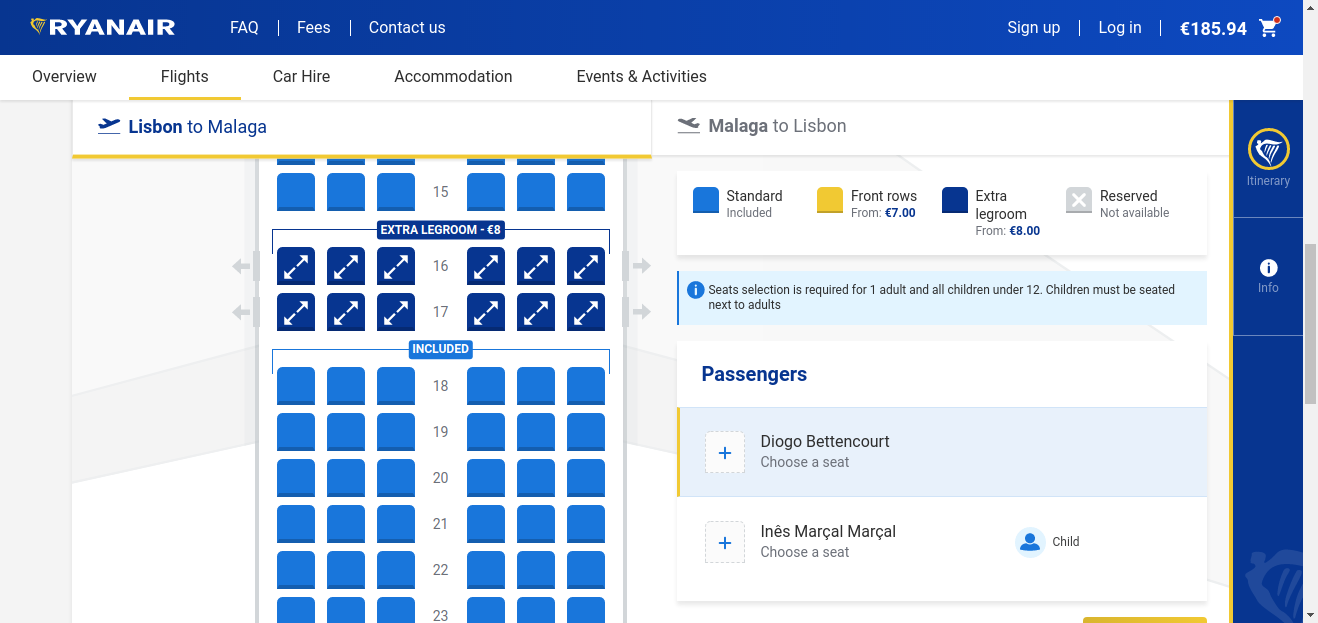 RYANAIR
FAQ
Fees
Contact us
Sign up
Log in
€185.94
Overview
Flights
Car Hire
Accommodation
Events & Activities
Lisbon to Malaga
Malaga to Lisbon
15
EXTRA LEGROOM - €8
16
17
INCLUDED
18
19
20
21
22
23
Standard
Included
Front rows
From: €7.00
Extra
legroom
From: €8.00
Reserved
Not available
Seats selection is required for 1 adult and all children under 12. Children must be seated
next to adults
Passengers
Diogo Bettencourt
Choose a seat
Inês Marçal Marçal
Choose a seat
Child
Itinerary
Info